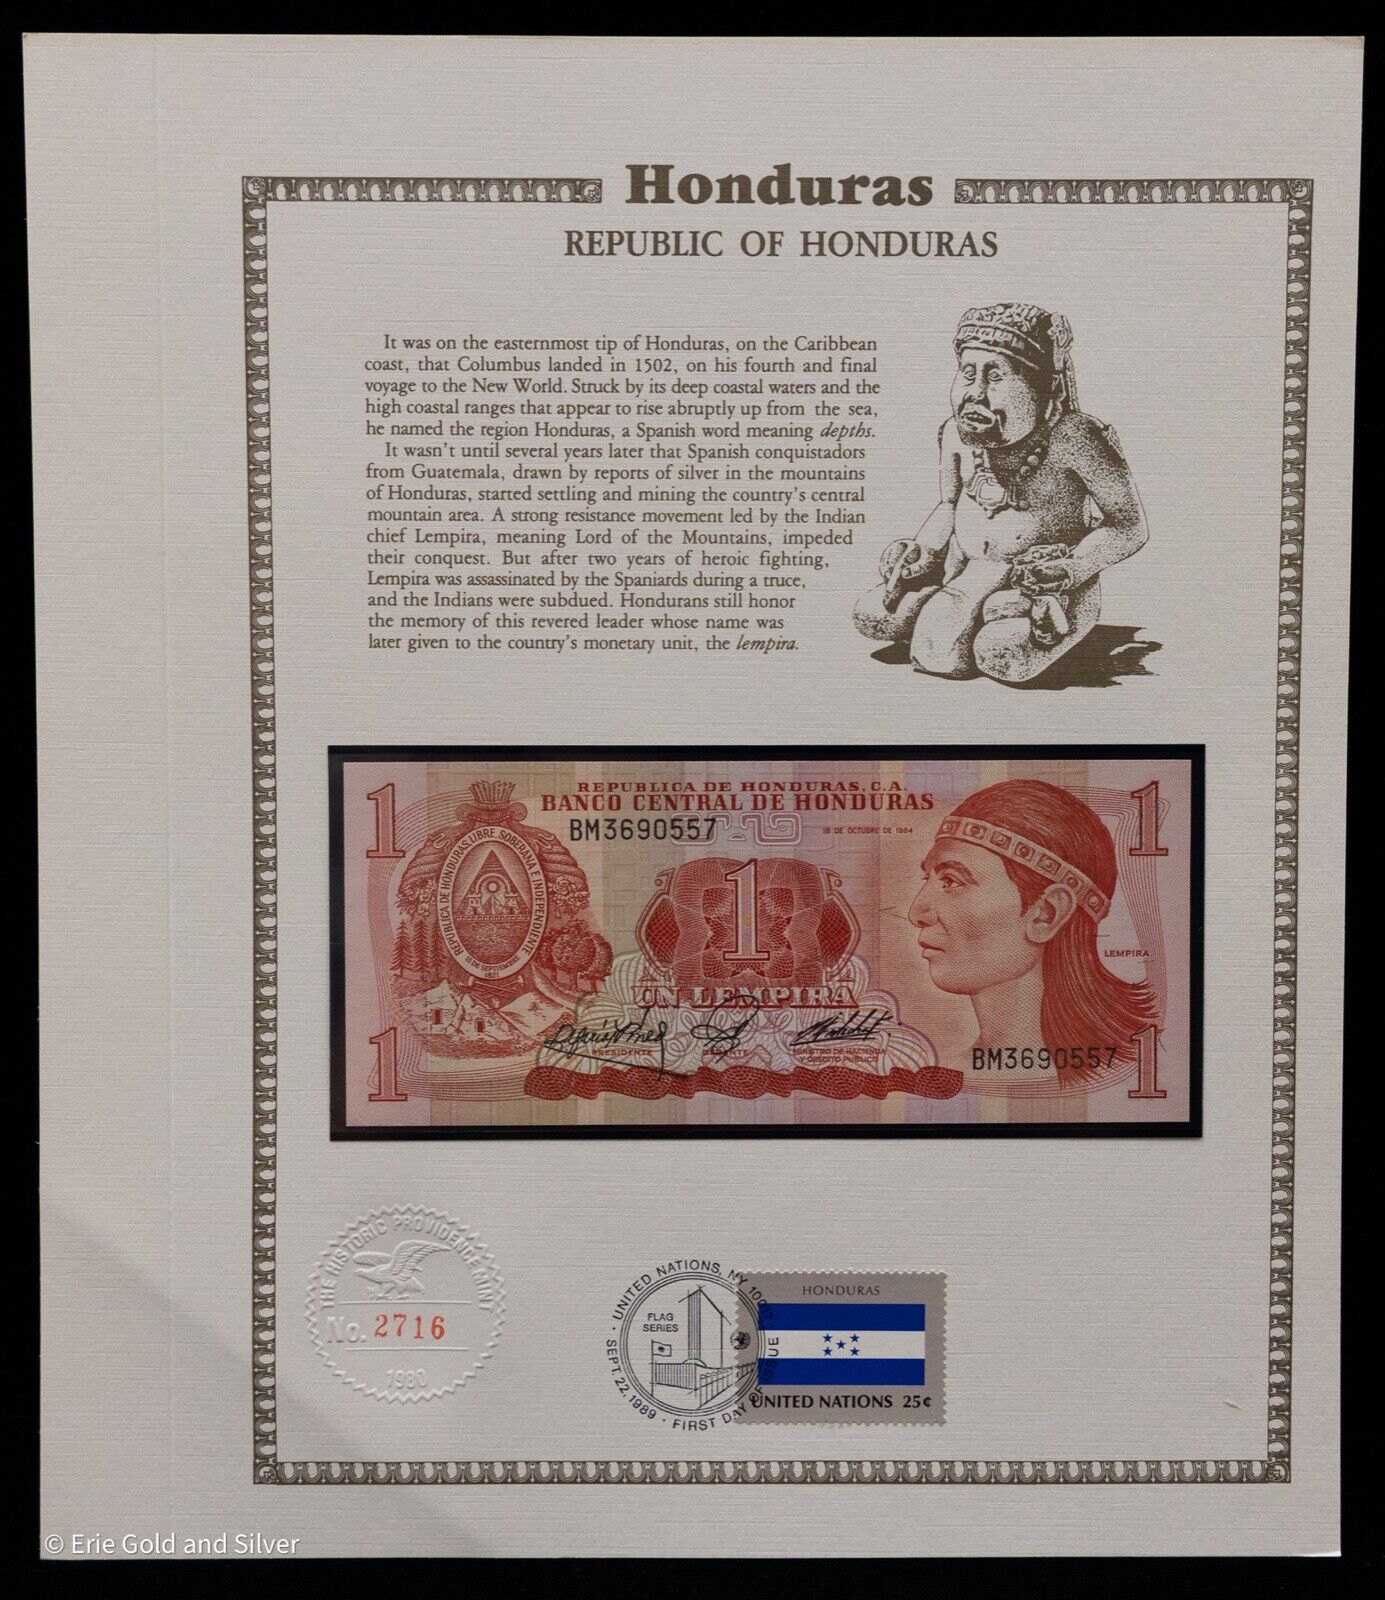 Honduras
REPUBLIC OF HONDURAS
It was on the easternmost tip of Honduras, on the Caribbean
coast, that Columbus landed in 1502, on his fourth and final
voyage to the New World. Struck by its deep coastal waters and the
high coastal ranges that appear to rise abruptly up from the sea,
he named the region Honduras, a Spanish word meaning depths.
It wasn't until several years later that Spanish conquistadors
from Guatemala, drawn by reports of silver in the mountains
of Honduras, started settling and mining the country's central
mountain area. A strong resistance movement led by the Indian
chief Lempira, meaning Lord of the Mountains, impeded
their conquest. But after two years of heroic fighting,
Lempira was assassinated by the Spaniards during a truce,
and the Indians were subdued. Hondurans still honor
the memory of this revered leader whose name was
later given to the country's monetary unit, the lempira.
1
1
REPUBLICA DE HONDURAS, C.A.
BANCO CENTRAL DE HONDURAS
BM3690557
18 DE OCTUBRE DE 1984
REPUBLICA DE HONDURAS, LIBRE, SOBERANA E INDEPENDIENTE
15 DE SEPTIEMBRE
1821
1
LEMPIRA
UN LEMPIRA
PRESIDENTE
GERENTE
MINISTRO DE HACIENDA
Y CREDITO PUBLICO
BM3690557
1
1
THE HISTORIC PROVIDENCE MINT
No. 2716
1980
UNITED NATIONS, NY 10017
FLAG
SERIES
SEPT. 22, 1989 · FIRST DAY OF ISSUE
HONDURAS
UNITED NATIONS 25¢
© Erie Gold and Silver